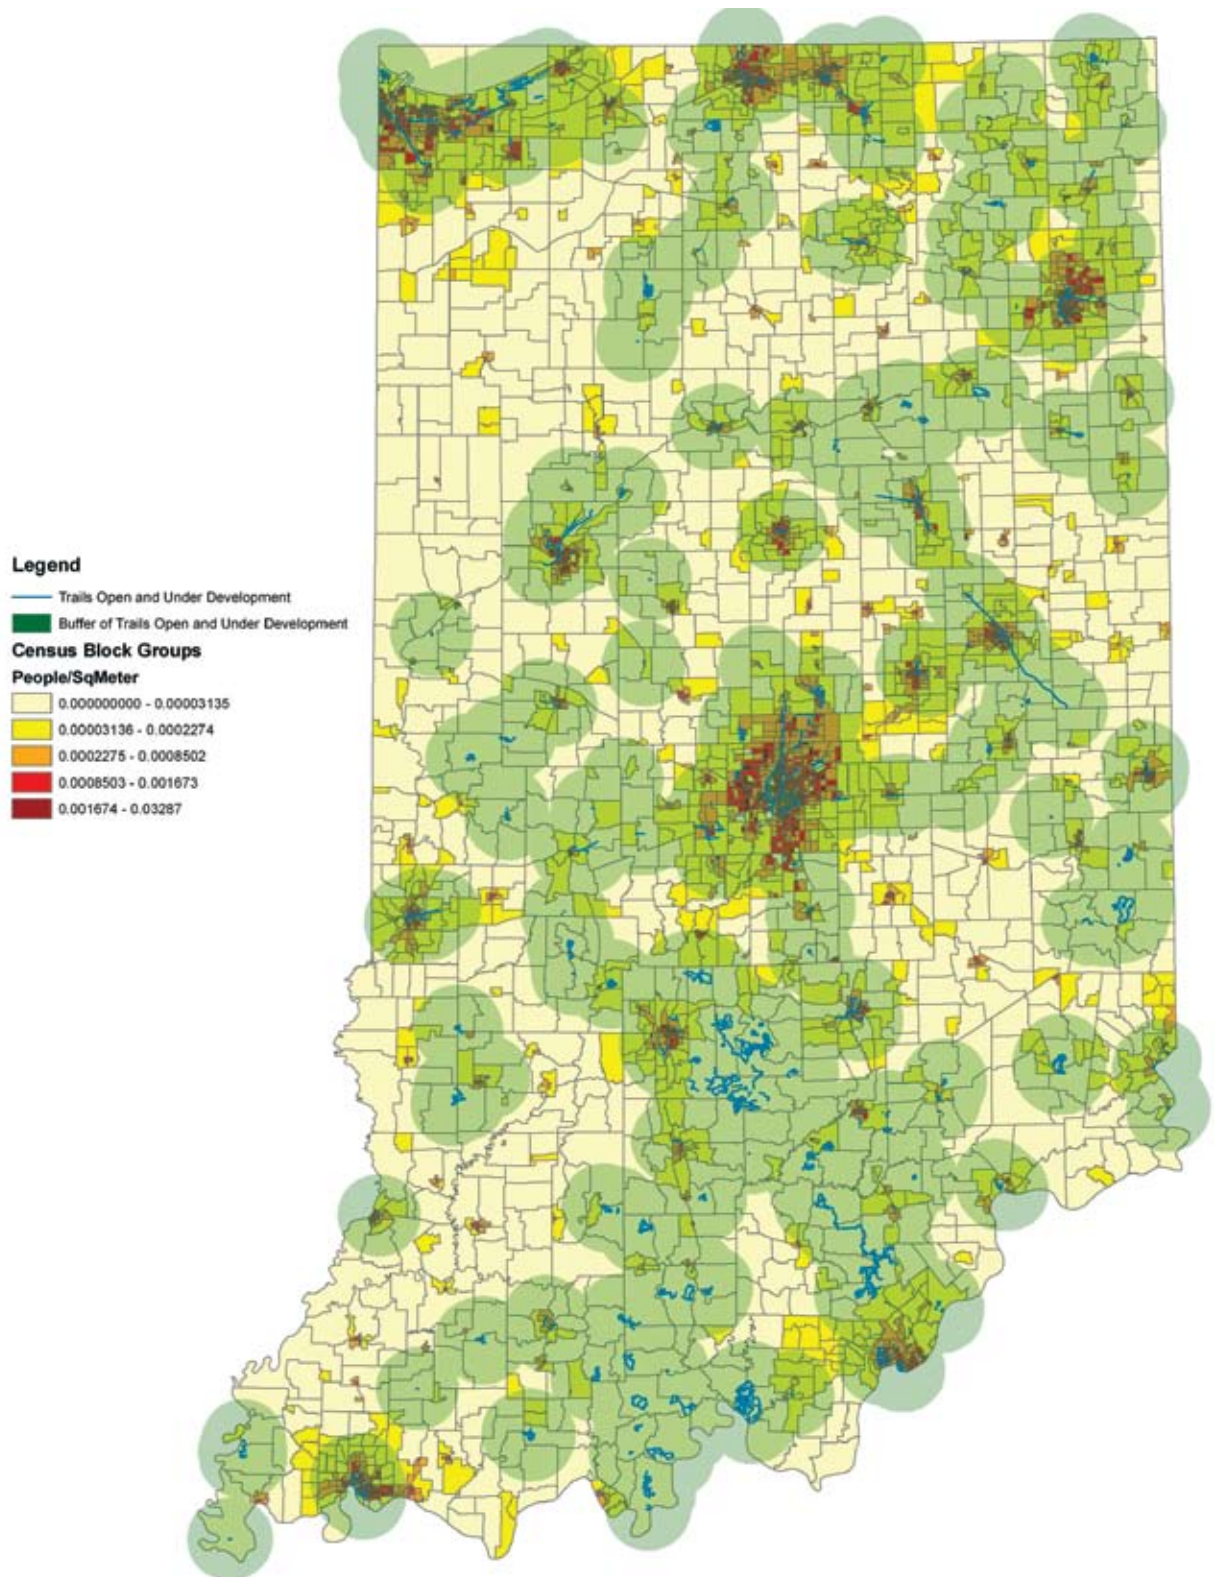 Legend
Trails Open and Under Development
Buffer of Trails Open and Under Development
Census Block Groups
People/SqMeter
0.000000000 - 0.00003135
0.00003136 - 0.0002274
0.0002275 - 0.0008502
0.0008503 - 0.001673
0.001674 - 0.03287